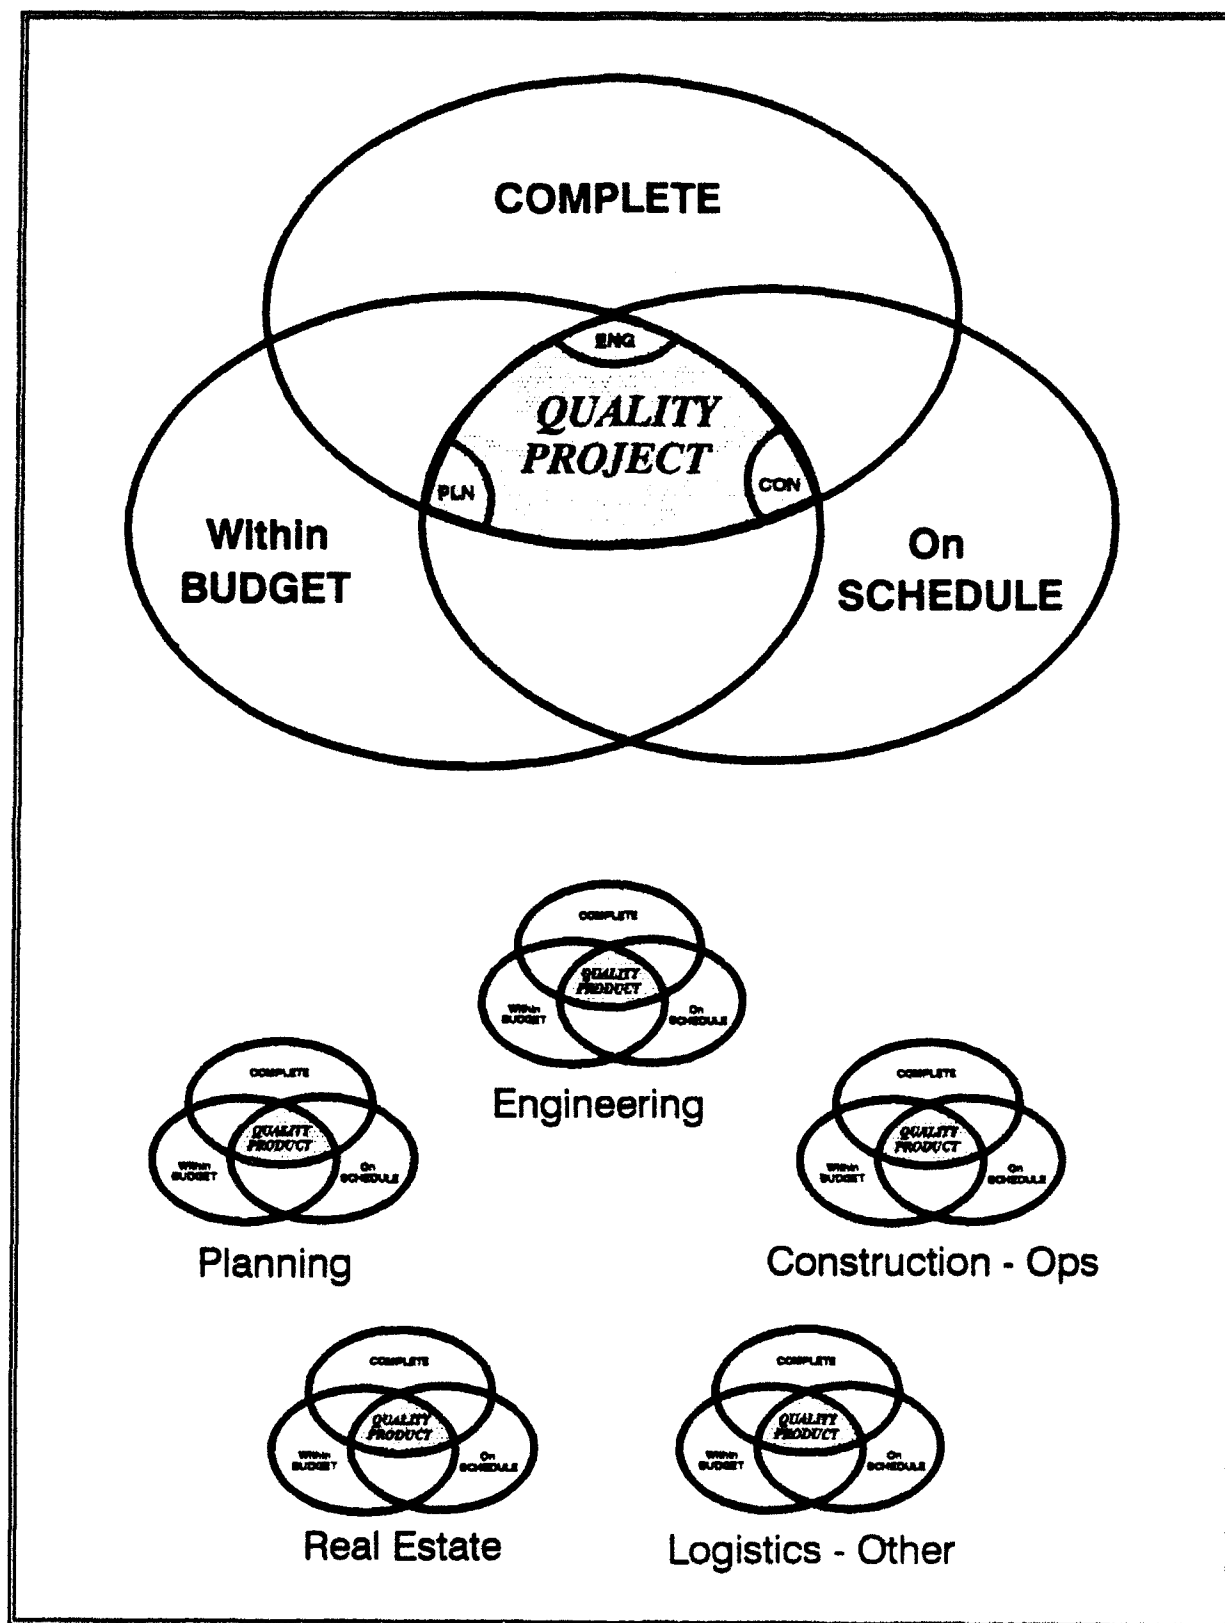 COMPLETE
ENG
QUALITY
PROJECT
PLN
CON
Within
BUDGET
On
SCHEDULE
COMPLETE
QUALITY
PRODUCT
Within
BUDGET
On
SCHEDULE
Engineering
COMPLETE
QUALITY
PRODUCT
Within
BUDGET
On
SCHEDULE
Planning
COMPLETE
QUALITY
PRODUCT
Within
BUDGET
On
SCHEDULE
Construction - Ops
COMPLETE
QUALITY
PRODUCT
Within
BUDGET
On
SCHEDULE
Real Estate
COMPLETE
QUALITY
PRODUCT
Within
BUDGET
On
SCHEDULE
Logistics - Other